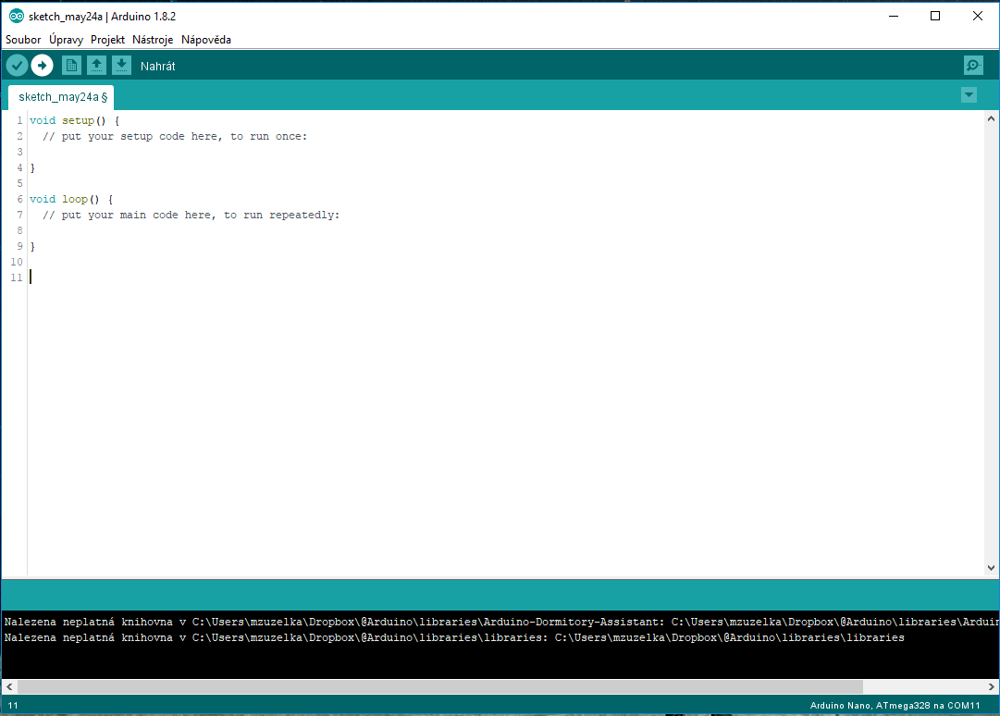 sketch_may24a | Arduino 1.8.2
Soubor Úpravy Projekt Nástroje Nápověda
Nahrát
sketch_may24a §
1 void setup() {
2 // put your setup code here, to run once:
3
4 }
5
6 void loop() {
7 // put your main code here, to run repeatedly:
8
9 }
10
11
Nalezena neplatná knihovna v C:\Users\mzuzelka\Dropbox\@Arduino\libraries\Arduino-Dormitory-Assistant: C:\Users\mzuzelka\Dropbox\@Arduino\libraries\Arduin
Nalezena neplatná knihovna v C:\Users\mzuzelka\Dropbox\@Arduino\libraries\libraries: C:\Users\mzuzelka\Dropbox\@Arduino\libraries\libraries
11 Arduino Nano, ATmega328 na COM11